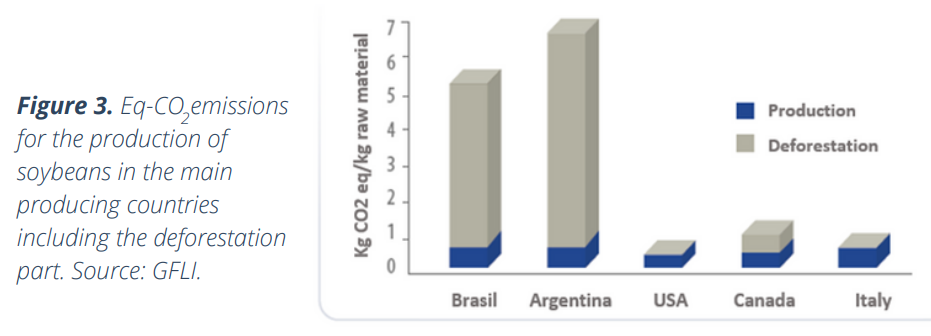 Figure 3. Eq-CO2emissions
for the production of
soybeans in the main
producing countries
including the deforestation
part. Source: GFLI.
Kg CO2 eq/kg raw material
7
6
5
4
3
2
1
0
Brasil Argentina USA Canada Italy
Production
Deforestation